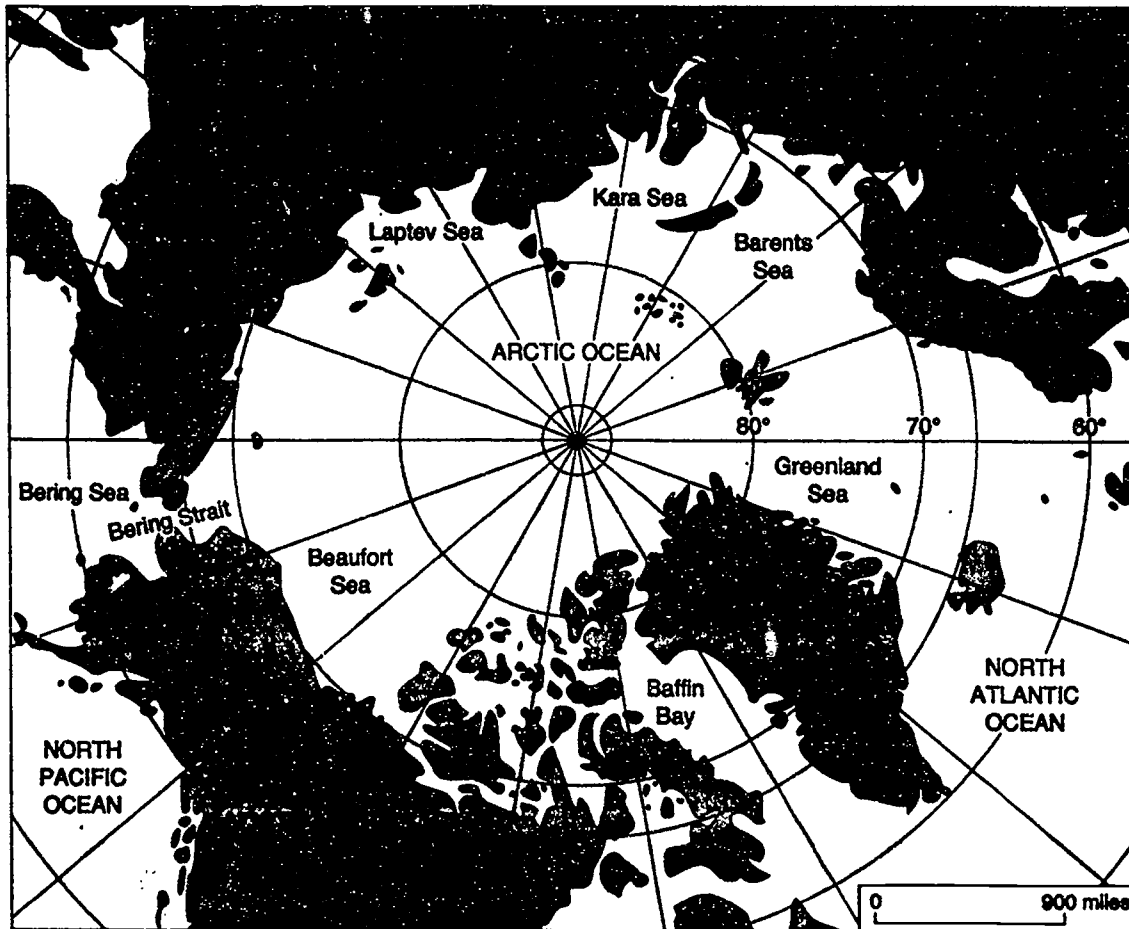 Kara Sea
Laptev Sea
Barents
Sea
ARCTIC OCEAN
80°
70°
60°
Greenland
Sea
Bering Sea
Bering Strait
Beaufort
Sea
Baffin
Bay
NORTH
ATLANTIC
OCEAN
NORTH
PACIFIC
OCEAN
0
900 miles